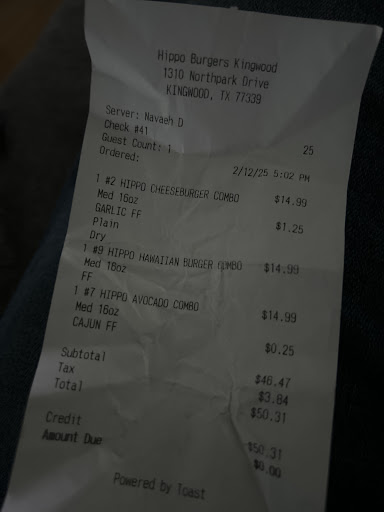 Hippo Burgers Kingwood
1310 Northpark Drive
KINGWOOD, TX 77339
Server: Navaeh D
Check #41 25
Guest Count: 1
Ordered: 2/12/25 5:02 PM
1 #2 HIPPO CHEESEBURGER COMBO $14.99
Med 16oz
GARLIC FF $1.25
Plain
Dry
1 #9 HIPPO HAWAIIAN BURGER COMBO $14.99
Med 16oz
FF
1 #7 HIPPO AVOCADO COMBO $14.99
Med 16oz
CAJUN FF $0.25
Subtotal $46.47
Tax $3.84
Total $50.31
Credit $50.31
Amount Due $0.00
Powered by Toast